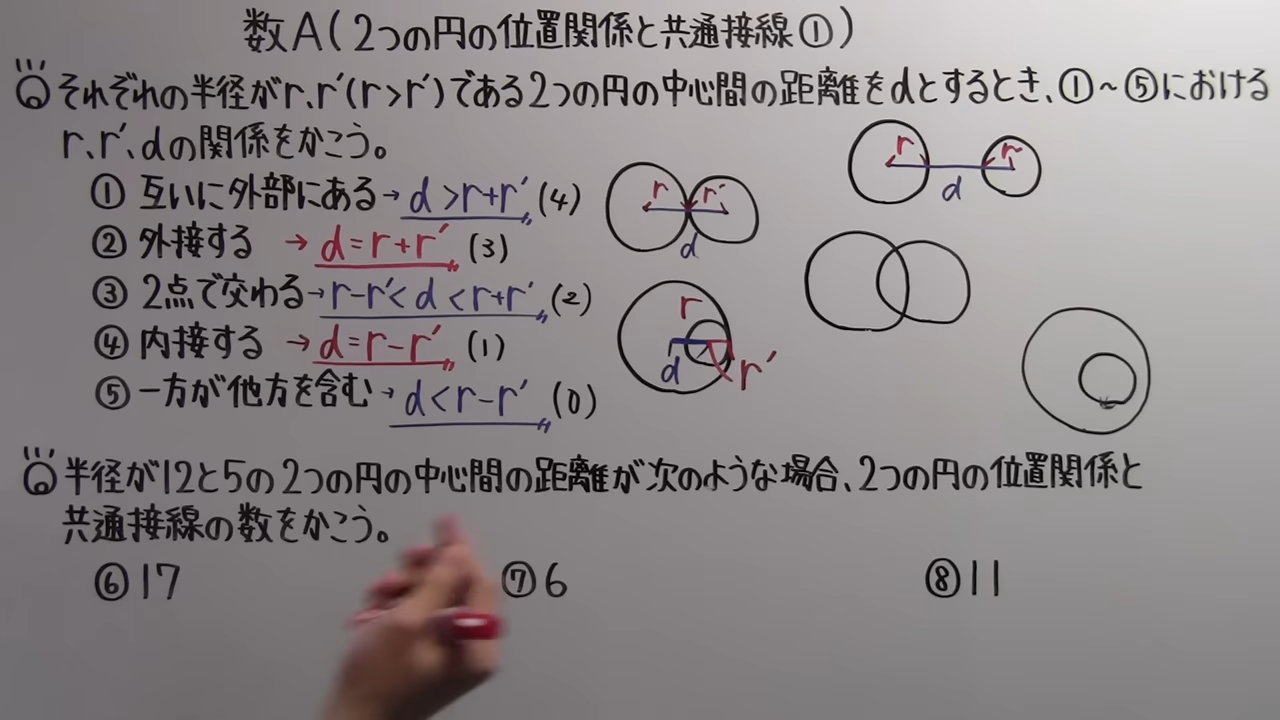 数A(2つの円の位置関係と共通接線①)
Qそれぞれの半径がr、r′(r>r′)である2つの円の中心間の距離をdとするとき、①~⑤における
r、r′、dの関係をかこう。
① 互いに外部にある→d>r+r′(4)
② 外接する →d=r+r′(3)
③ 2点で交わる→r-r′<d<r+r′(2)
④ 内接する →d=r-r′(1)
⑤ 一方が他方を含む→d<r-r′(0)
r r′
d
r r
d
r
d r′
Q半径が12と5の2つの円の中心間の距離が次のような場合、2つの円の位置関係と
共通接線の数をかこう。
⑥17 ⑦6 ⑧11